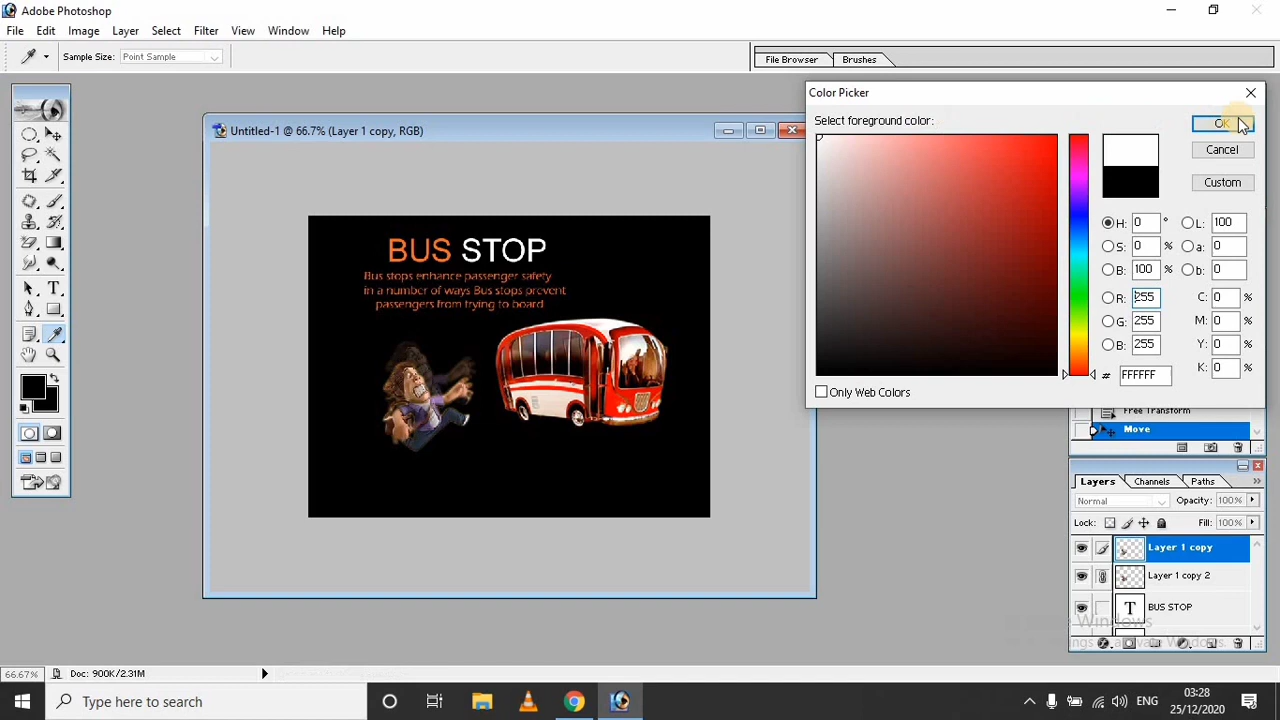 Adobe Photoshop
File Edit Image Layer Select Filter View Window Help
Sample Size: Point Sample
File Browser Brushes
Untitled-1 @ 66.7% (Layer 1 copy, RGB)
BUS STOP
Bus stops enhance passenger safety
in a number of ways Bus stops prevent
passengers from trying to board
Color Picker
Select foreground color:
OK
Cancel
Custom
H: 0 ° L: 100
S: 0 % a: 0
B: 100 % b: 0
R: 255 C: 0 %
G: 255 M: 0 %
B: 255 Y: 0 %
# FFFFFF K: 0 %
Only Web Colors
Free Transform
Move
Layers Channels Paths
Normal Opacity: 100%
Lock: Fill: 100%
Layer 1 copy
Layer 1 copy 2
T BUS STOP
66.67% Doc: 900K/2.31M
Type here to search
ENG 03:28
25/12/2020